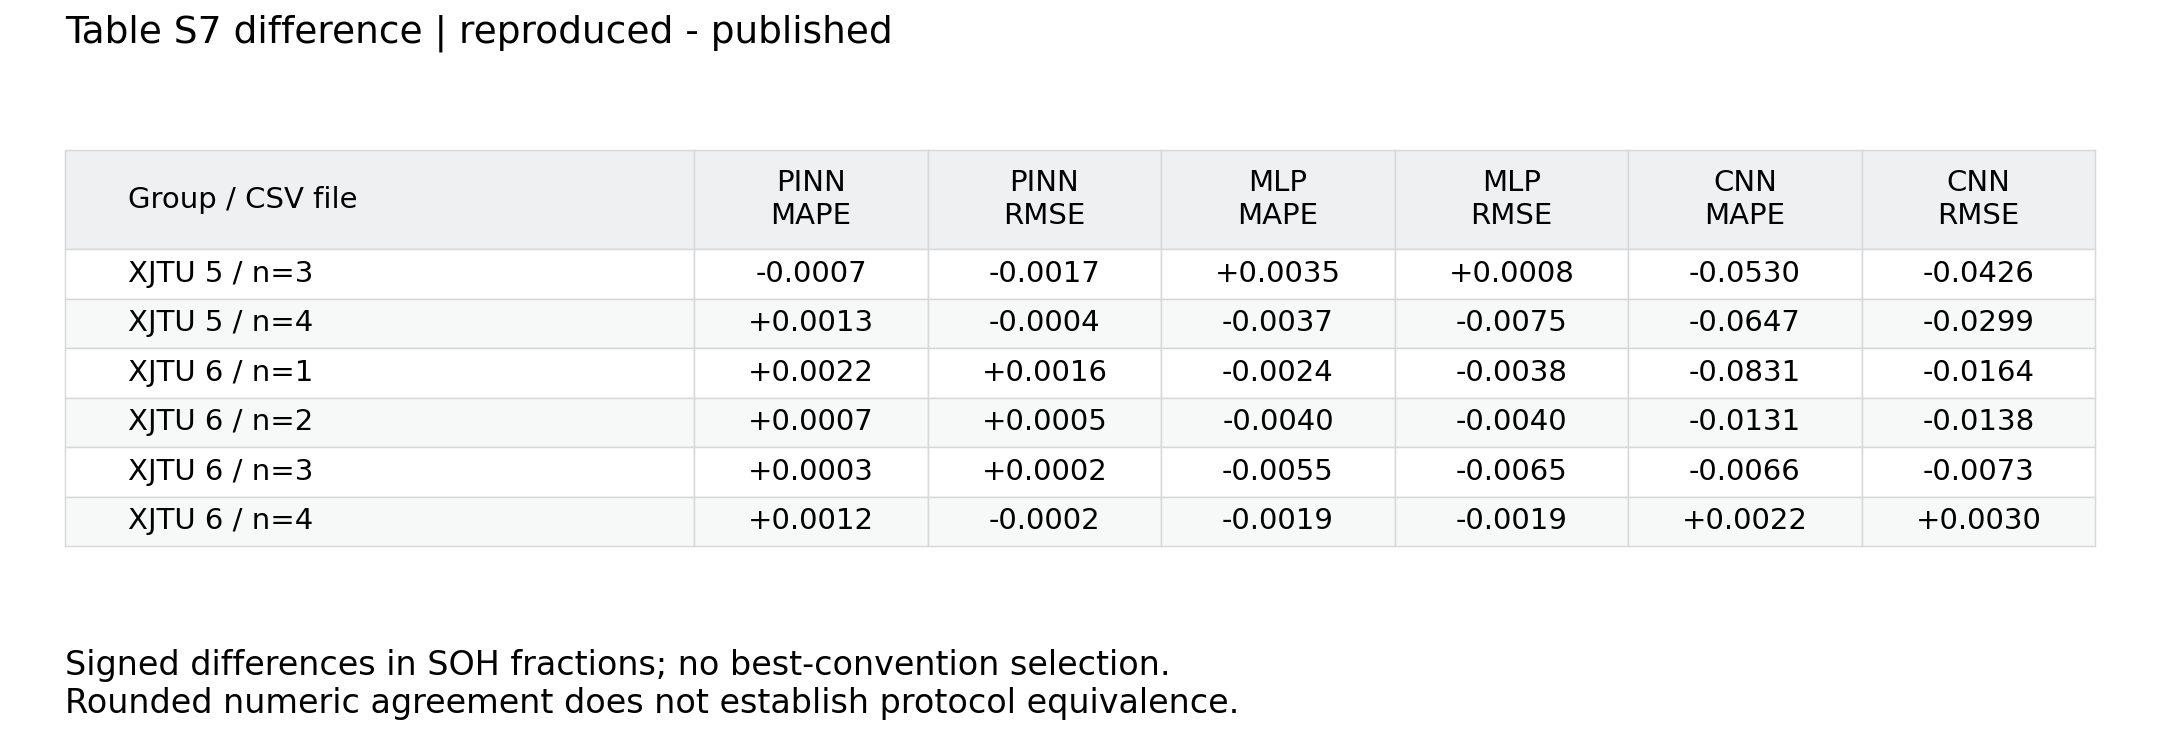 Table S7 difference | reproduced - published
Group / CSV file PINN MAPE PINN RMSE MLP MAPE MLP RMSE CNN MAPE CNN RMSE
XJTU 5 / n=3 -0.0007 -0.0017 +0.0035 +0.0008 -0.0530 -0.0426
XJTU 5 / n=4 +0.0013 -0.0004 -0.0037 -0.0075 -0.0647 -0.0299
XJTU 6 / n=1 +0.0022 +0.0016 -0.0024 -0.0038 -0.0831 -0.0164
XJTU 6 / n=2 +0.0007 +0.0005 -0.0040 -0.0040 -0.0131 -0.0138
XJTU 6 / n=3 +0.0003 +0.0002 -0.0055 -0.0065 -0.0066 -0.0073
XJTU 6 / n=4 +0.0012 -0.0002 -0.0019 -0.0019 +0.0022 +0.0030
Signed differences in SOH fractions; no best-convention selection.
Rounded numeric agreement does not establish protocol equivalence.